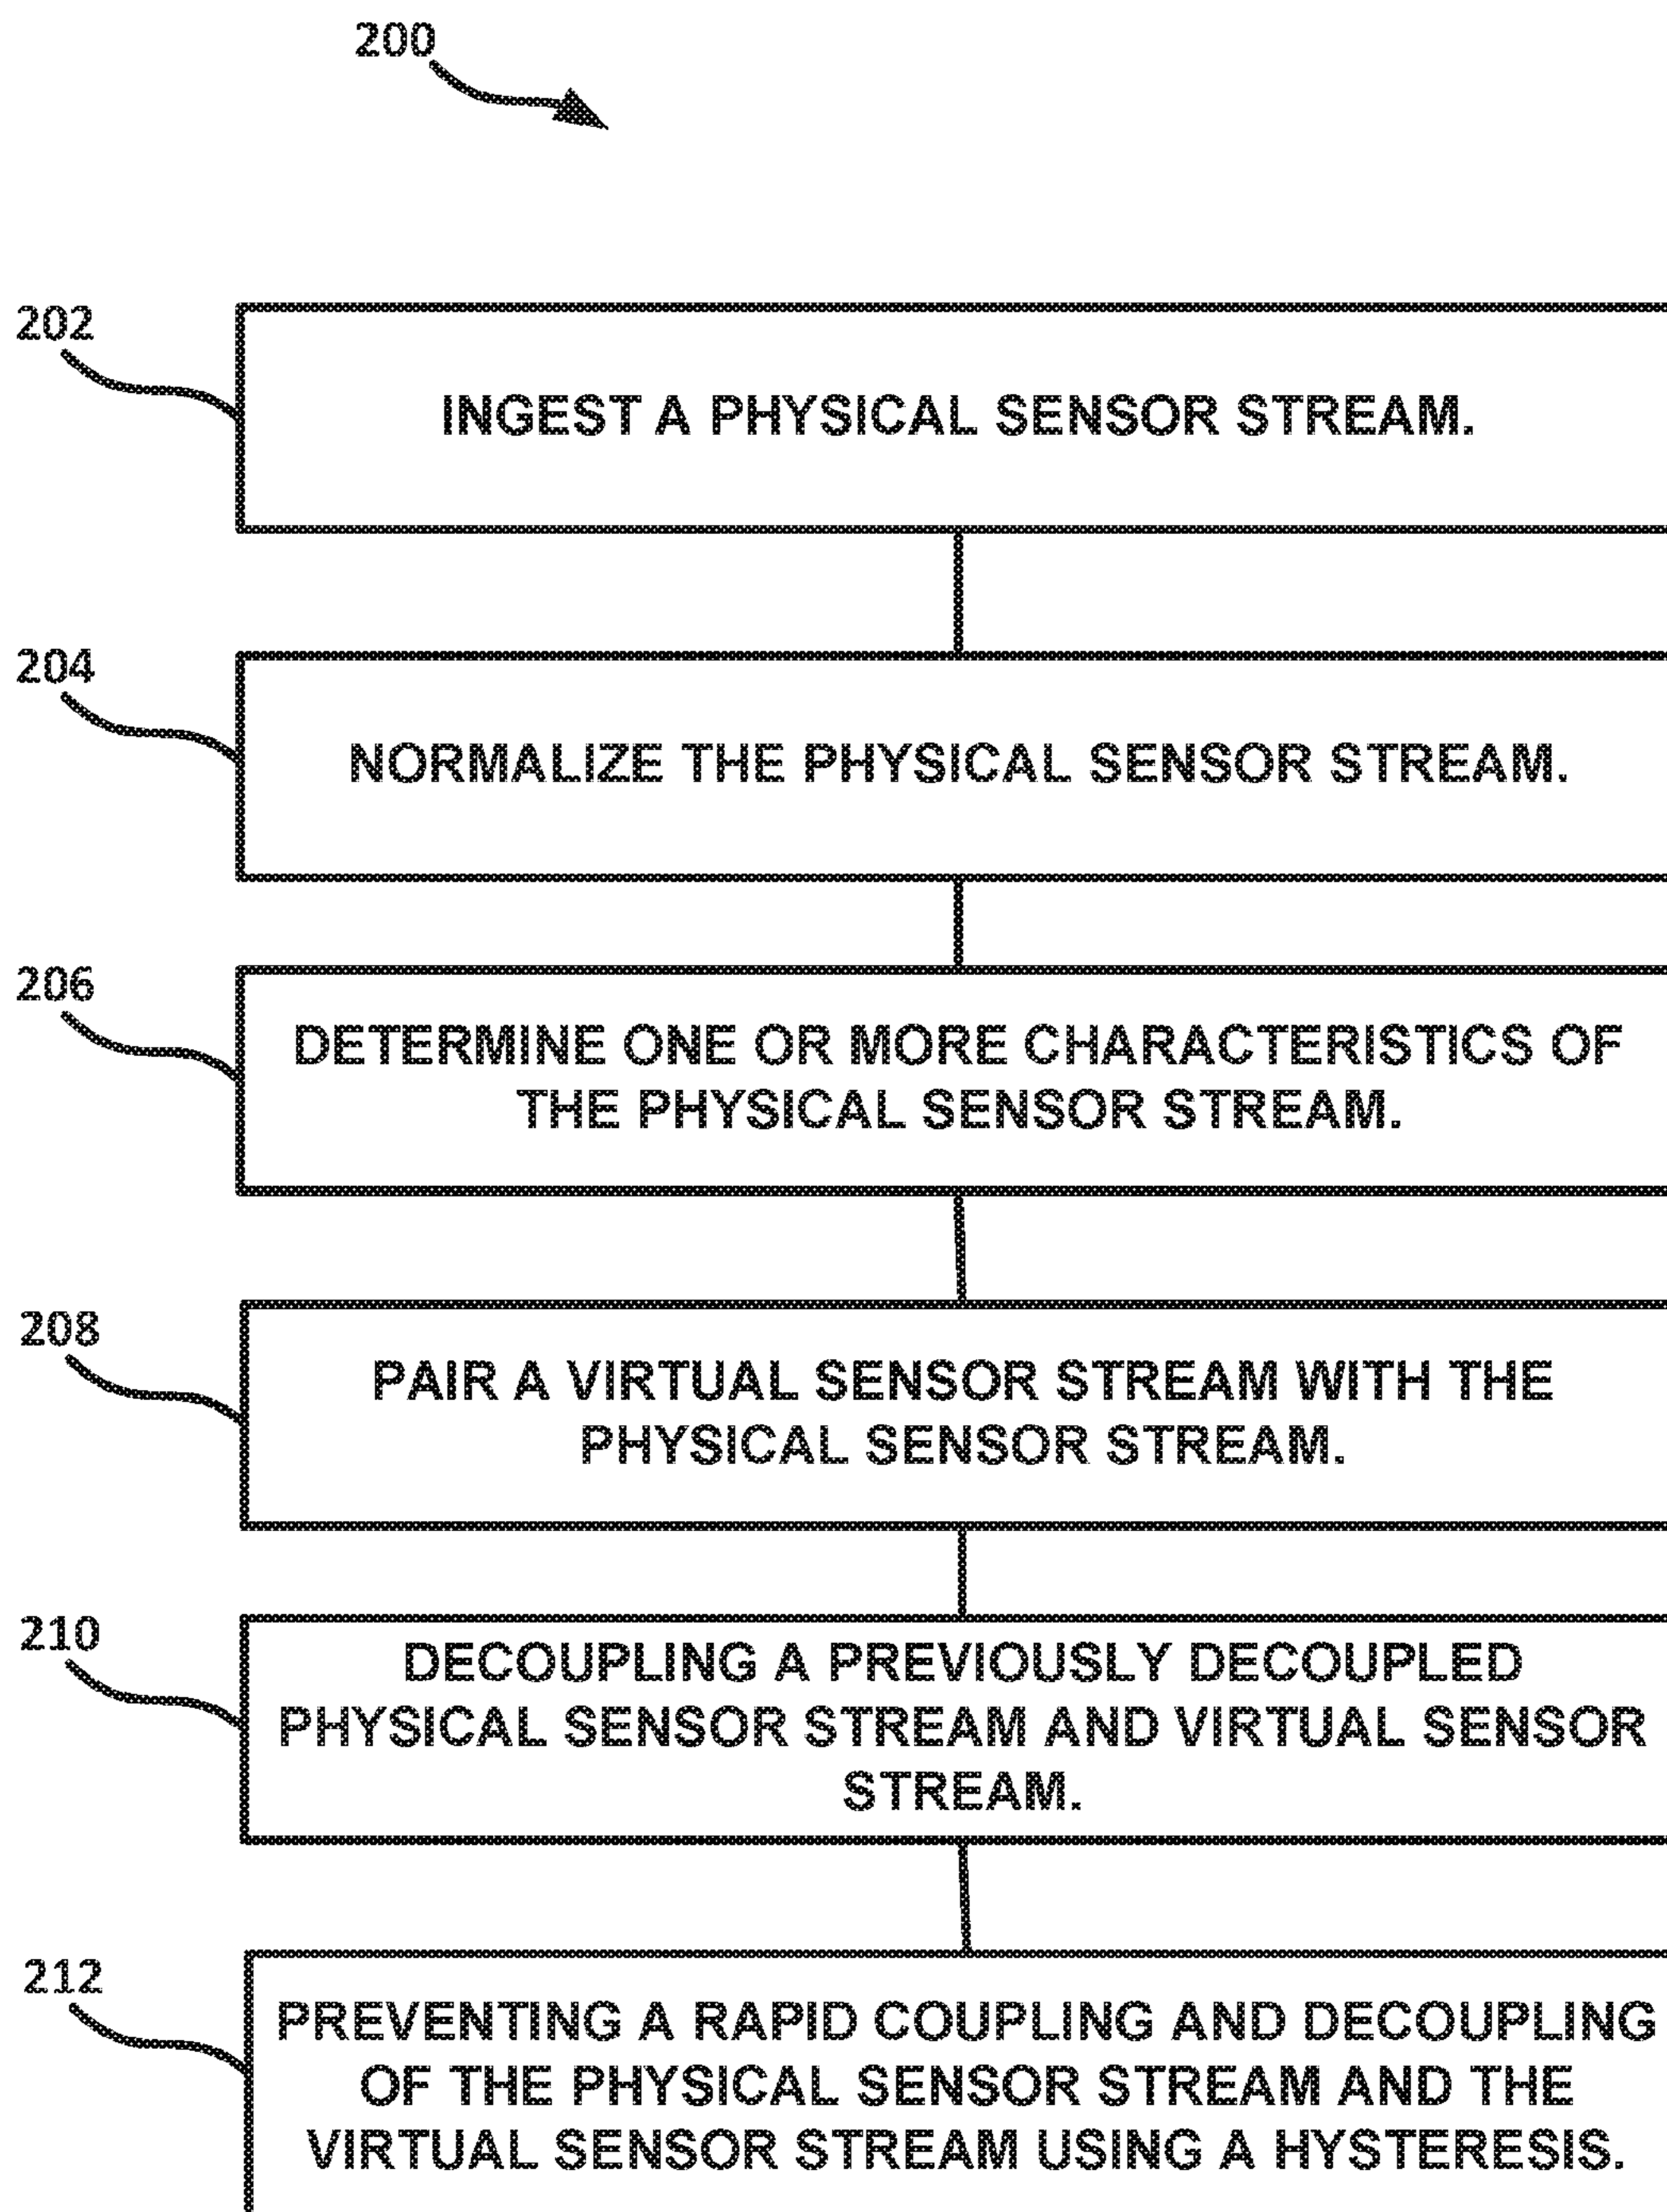 200
202
INGEST A PHYSICAL SENSOR STREAM.
204
NORMALIZE THE PHYSICAL SENSOR STREAM.
206
DETERMINE ONE OR MORE CHARACTERISTICS OF
THE PHYSICAL SENSOR STREAM.
208
PAIR A VIRTUAL SENSOR STREAM WITH THE
PHYSICAL SENSOR STREAM.
210
DECOUPLING A PREVIOUSLY DECOUPLED
PHYSICAL SENSOR STREAM AND VIRTUAL SENSOR
STREAM.
212
PREVENTING A RAPID COUPLING AND DECOUPLING
OF THE PHYSICAL SENSOR STREAM AND THE
VIRTUAL SENSOR STREAM USING A HYSTERESIS.